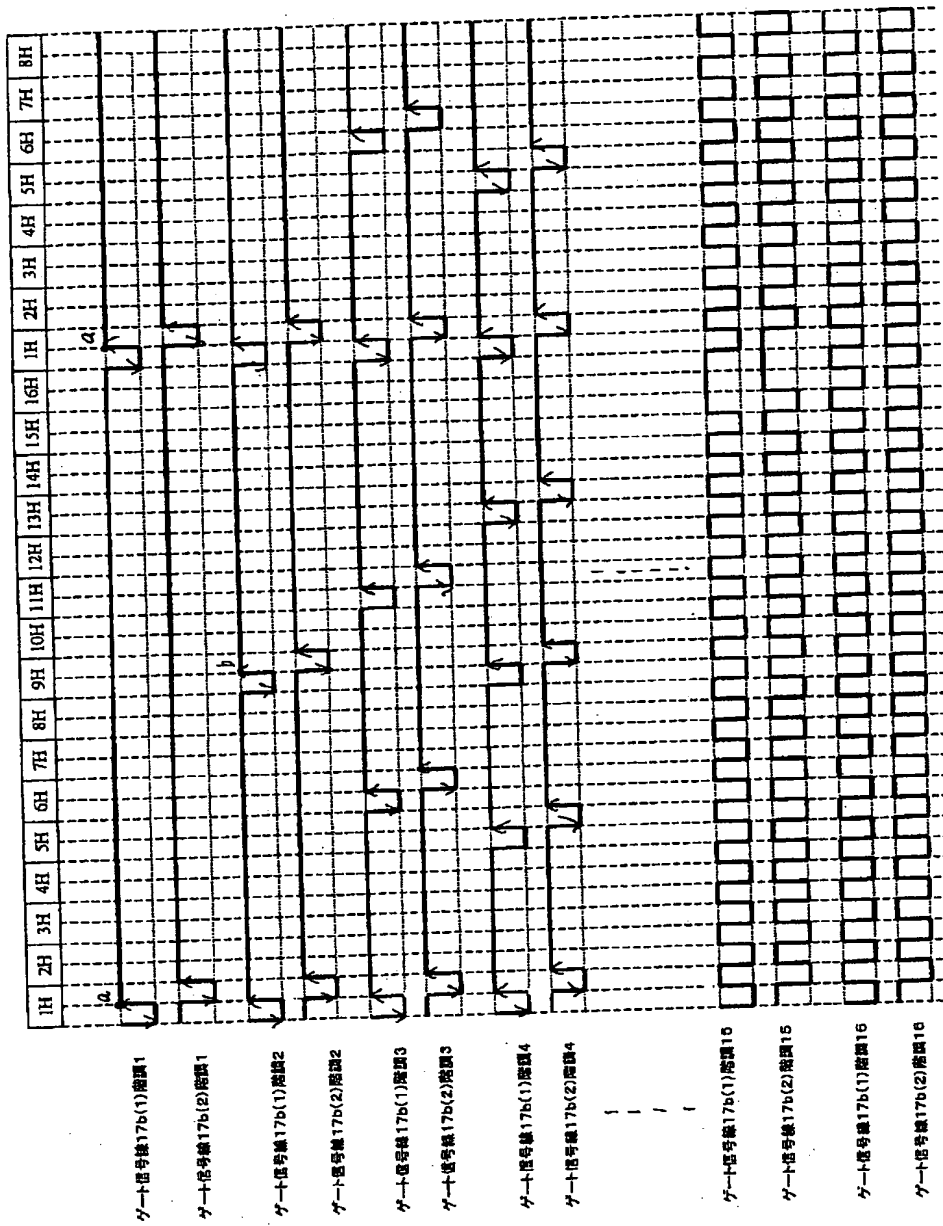 1H 2H 3H 4H 5H 6H 7H 8H 9H 10H 11H 12H 13H 14H 15H 16H 1H 2H 3H 4H 5H 6H 7H 8H
ゲート信号線17b(1)階調1
a
a
ゲート信号線17b(2)階調1
ゲート信号線17b(1)階調2
b
ゲート信号線17b(2)階調2
ゲート信号線17b(1)階調3
ゲート信号線17b(2)階調3
ゲート信号線17b(1)階調4
ゲート信号線17b(2)階調4
ゲート信号線17b(1)階調15
ゲート信号線17b(2)階調15
ゲート信号線17b(1)階調16
ゲート信号線17b(2)階調16